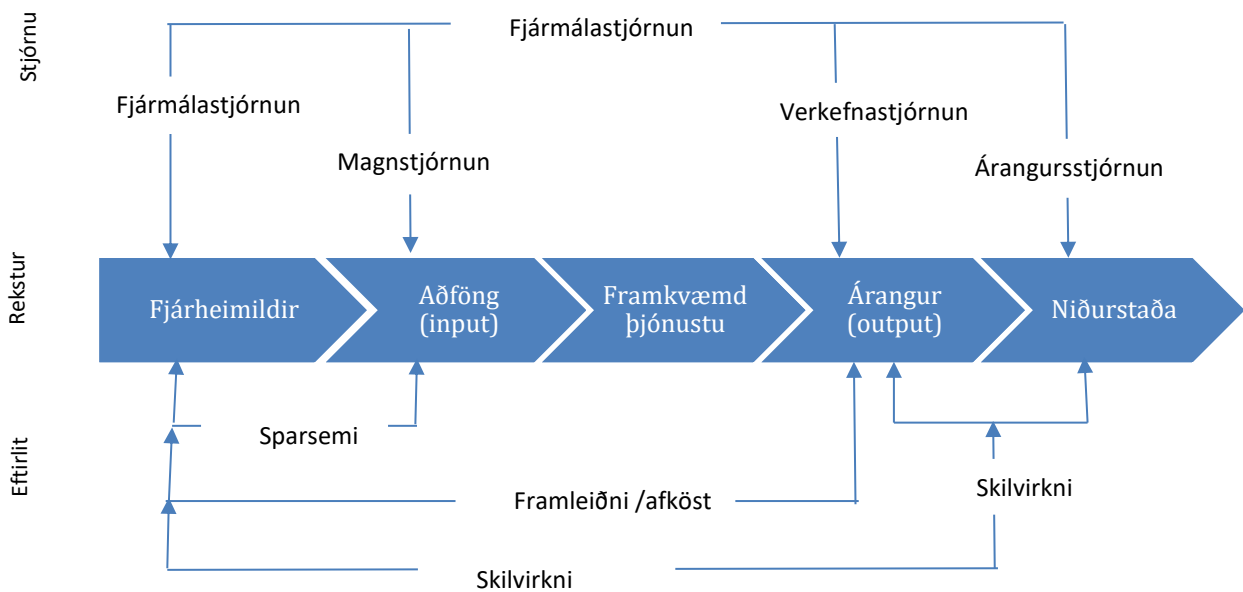 Stjórnu
Fjármálastjórnun
Fjármálastjórnun
Verkefnastjórnun
Magnstjórnun
Árangursstjórnun
Rekstur
Fjárheimildir
Aðföng
(input)
Framkvæmd
þjónustu
Árangur
(output)
Niðurstaða
Eftirlit
Sparsemi
Framleiðni /afköst
Skilvirkni
Skilvirkni